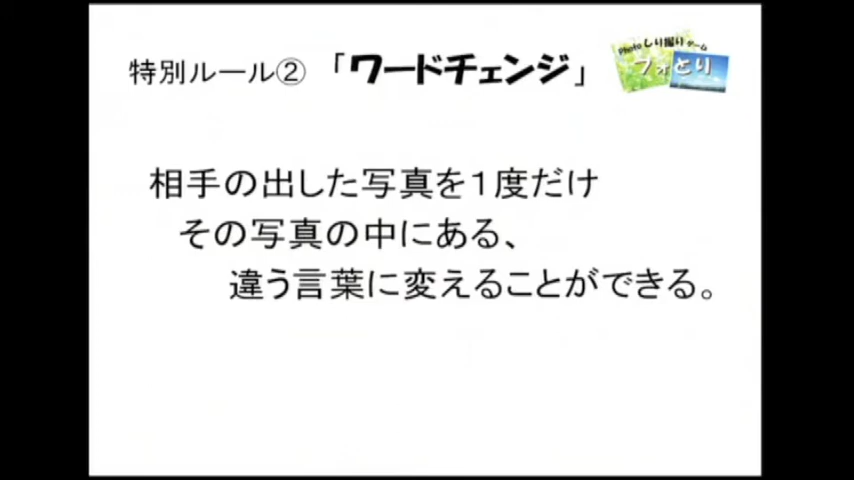 特別ルール② 「ワードチェンジ」
Photo しり撮りゲーム
フォとり
相手の出した写真を１度だけ
その写真の中にある、
違う言葉に変えることができる。